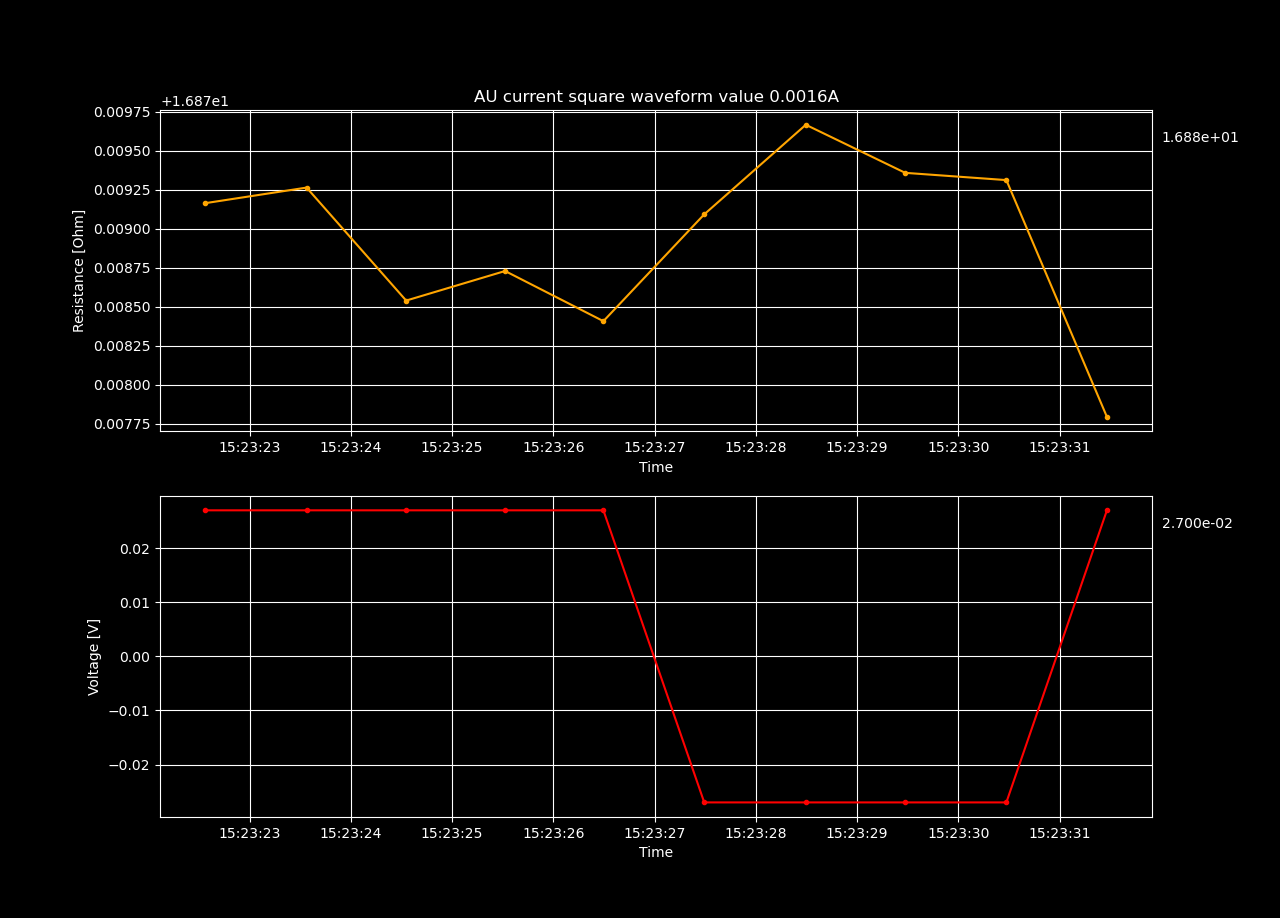 AU current square waveform value 0.0016A
+1.687e1
1.688e+01
Resistance [Ohm]
0.00975
0.00950
0.00925
0.00900
0.00875
0.00850
0.00825
0.00800
0.00775
15:23:23 15:23:24 15:23:25 15:23:26 15:23:27 15:23:28 15:23:29 15:23:30 15:23:31
Time
2.700e-02
Voltage [V]
0.02
0.01
0.00
−0.01
−0.02
15:23:23 15:23:24 15:23:25 15:23:26 15:23:27 15:23:28 15:23:29 15:23:30 15:23:31
Time